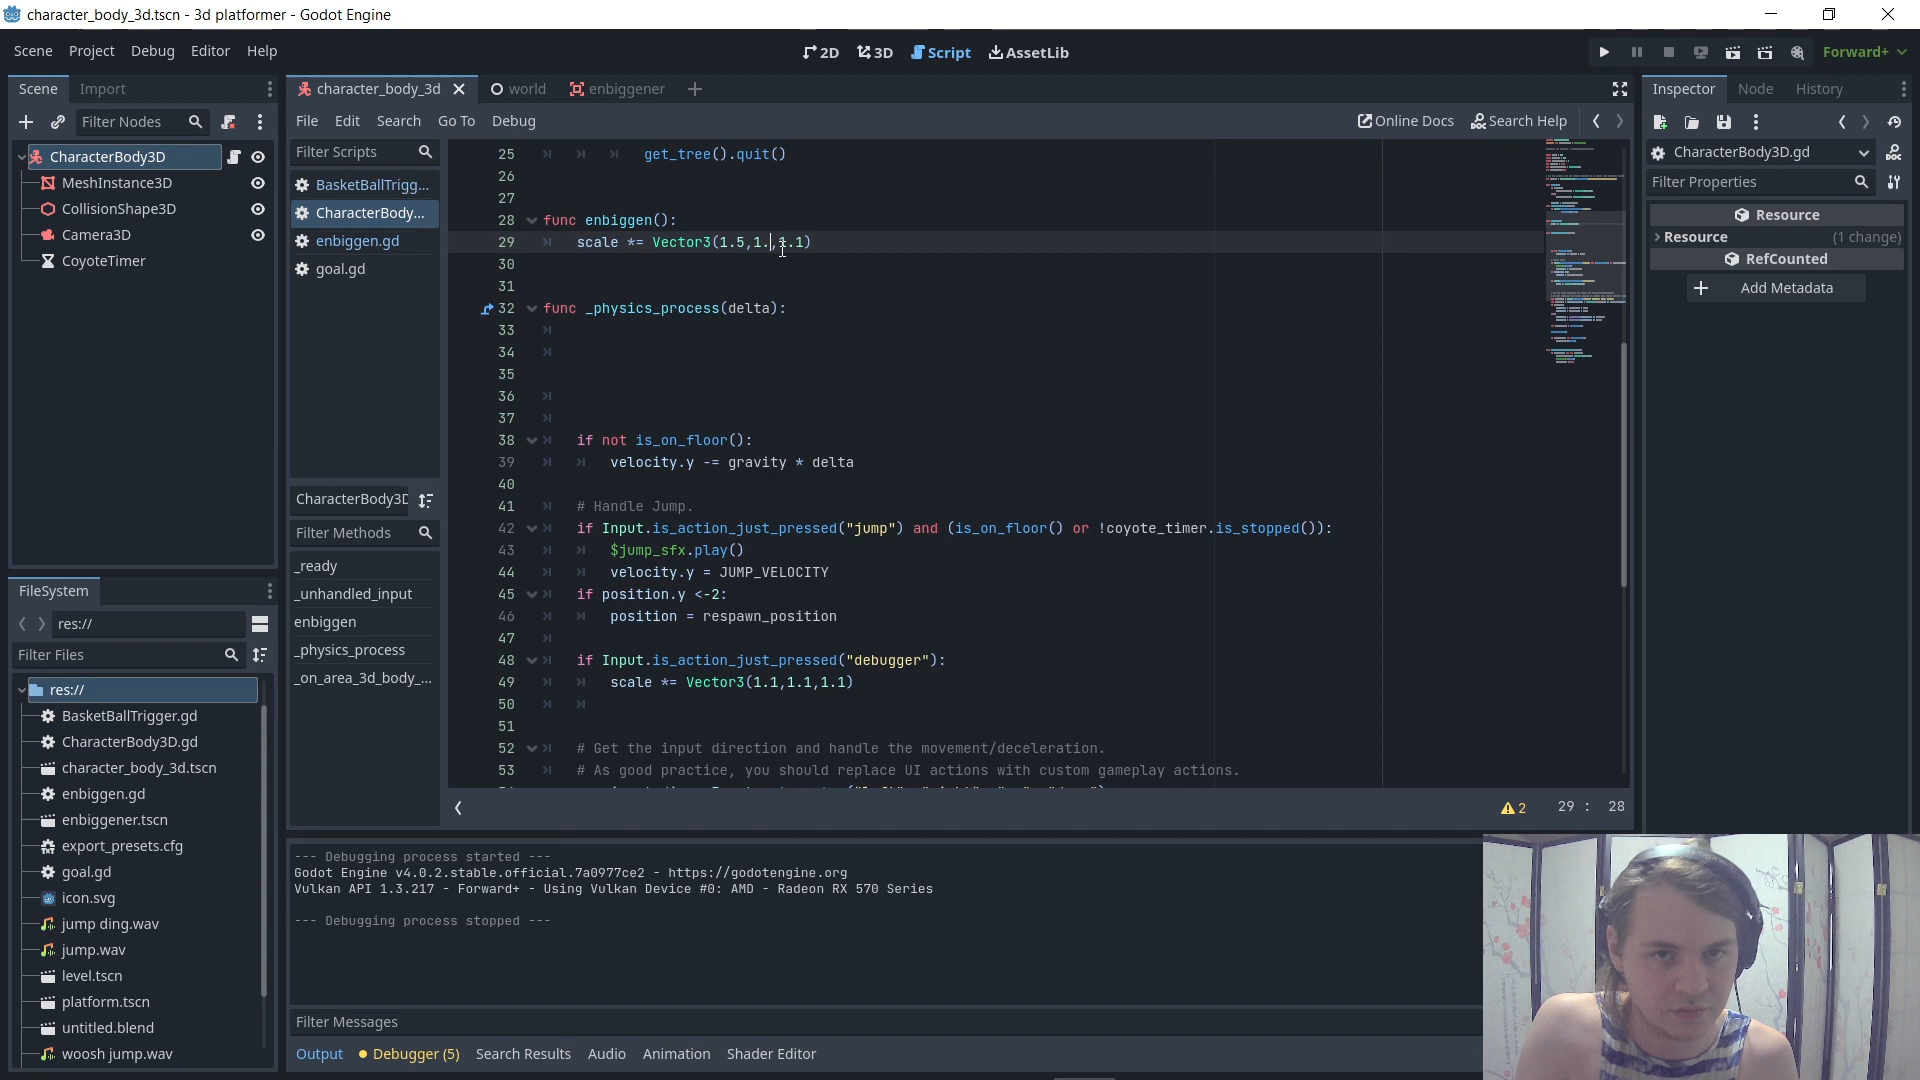 character_body_3d.tscn - 3d platformer - Godot Engine
Scene Project Debug Editor Help
2D 3D Script AssetLib
Forward+
Scene Import
Filter Nodes
CharacterBody3D
MeshInstance3D
CollisionShape3D
Camera3D
CoyoteTimer
FileSystem
res://
Filter Files
res://
BasketBallTrigger.gd
CharacterBody3D.gd
character_body_3d.tscn
enbiggen.gd
enbiggener.tscn
export_presets.cfg
goal.gd
icon.svg
jump ding.wav
jump.wav
level.tscn
platform.tscn
untitled.blend
woosh jump.wav
character_body_3d world enbiggener
File Edit Search Go To Debug
Online Docs Search Help
Filter Scripts
BasketBallTrigg...
CharacterBody...
enbiggen.gd
goal.gd
CharacterBody3D
Filter Methods
_ready
_unhandled_input
enbiggen
_physics_process
_on_area_3d_body_...
25 get_tree().quit()
26
27
28 func enbiggen():
29 scale *= Vector3(1.5,1.,1.1)
30
31
32 func _physics_process(delta):
33
34
35
36
37
38 if not is_on_floor():
39 velocity.y -= gravity * delta
40
41 # Handle Jump.
42 if Input.is_action_just_pressed("jump") and (is_on_floor() or !coyote_timer.is_stopped()):
43 $jump_sfx.play()
44 velocity.y = JUMP_VELOCITY
45 if position.y <-2:
46 position = respawn_position
47
48 if Input.is_action_just_pressed("debugger"):
49 scale *= Vector3(1.1,1.1,1.1)
50
51
52 # Get the input direction and handle the movement/deceleration.
53 # As good practice, you should replace UI actions with custom gameplay actions.
2 29 : 28
--- Debugging process started ---
Godot Engine v4.0.2.stable.official.7a0977ce2 - https://godotengine.org
Vulkan API 1.3.217 - Forward+ - Using Vulkan Device #0: AMD - Radeon RX 570 Series
--- Debugging process stopped ---
Filter Messages
Output Debugger (5) Search Results Audio Animation Shader Editor
Inspector Node History
CharacterBody3D.gd
Filter Properties
Resource
Resource (1 change)
RefCounted
Add Metadata